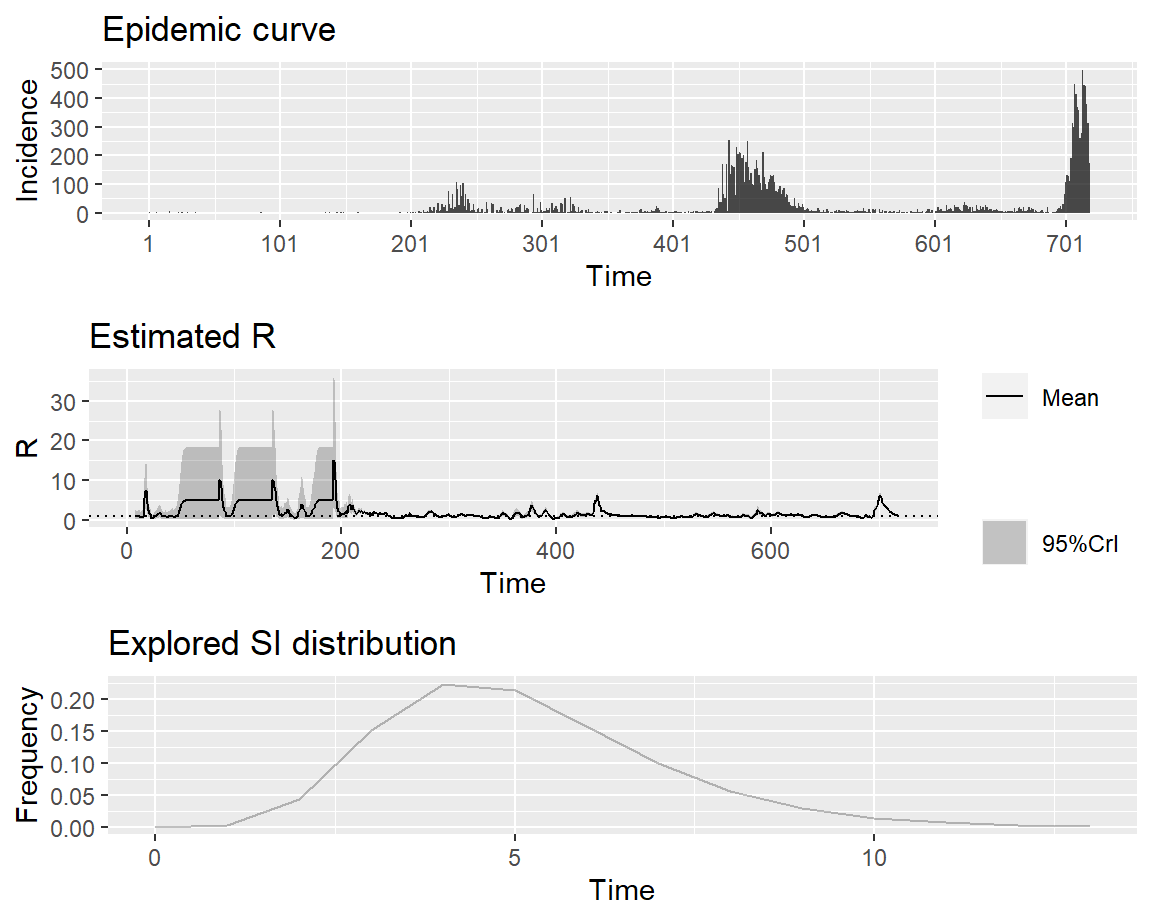 Epidemic curve
500
400
300
200
100
0
Incidence
1 101 201 301 401 501 601 701
Time
Estimated R
30
20
10
0
R
0 200 400 600
Time
Mean
95%CrI
Explored SI distribution
0.20
0.15
0.10
0.05
0.00
Frequency
0 5 10
Time